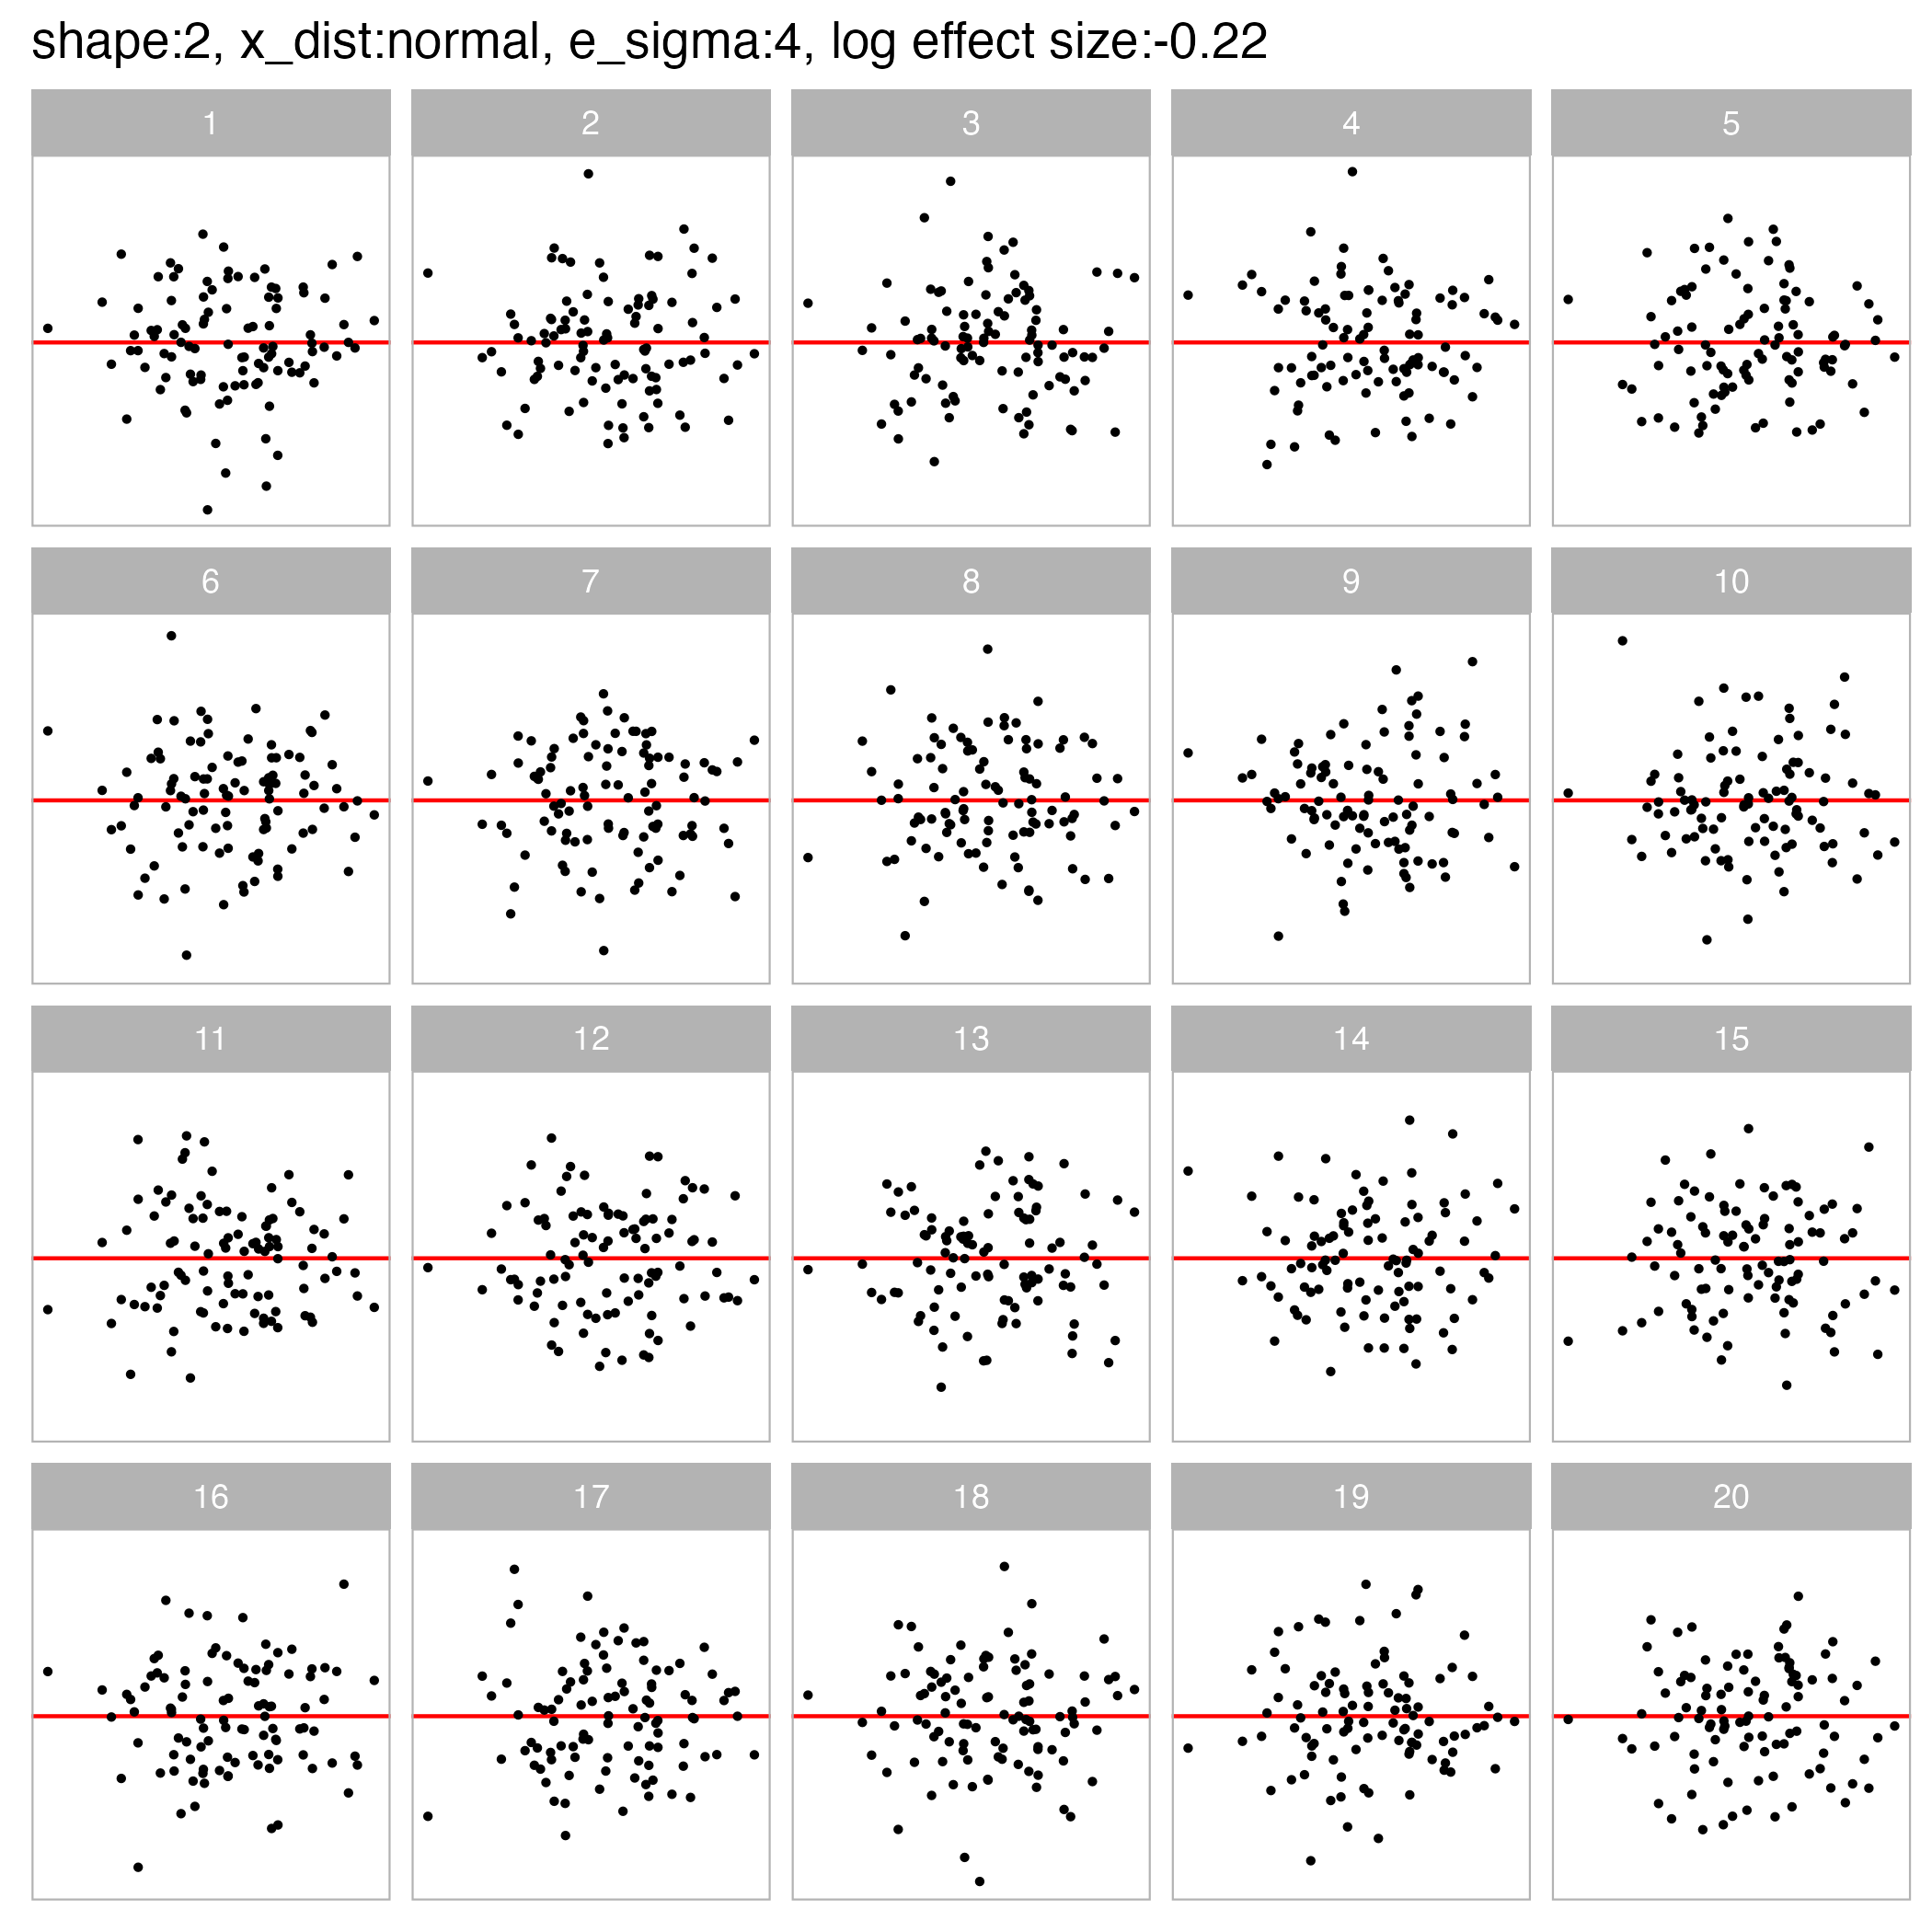 shape:2, x_dist:normal, e_sigma:4, log effect size:-0.22
1 2 3 4 5
6 7 8 9 10
11 12 13 14 15
16 17 18 19 20